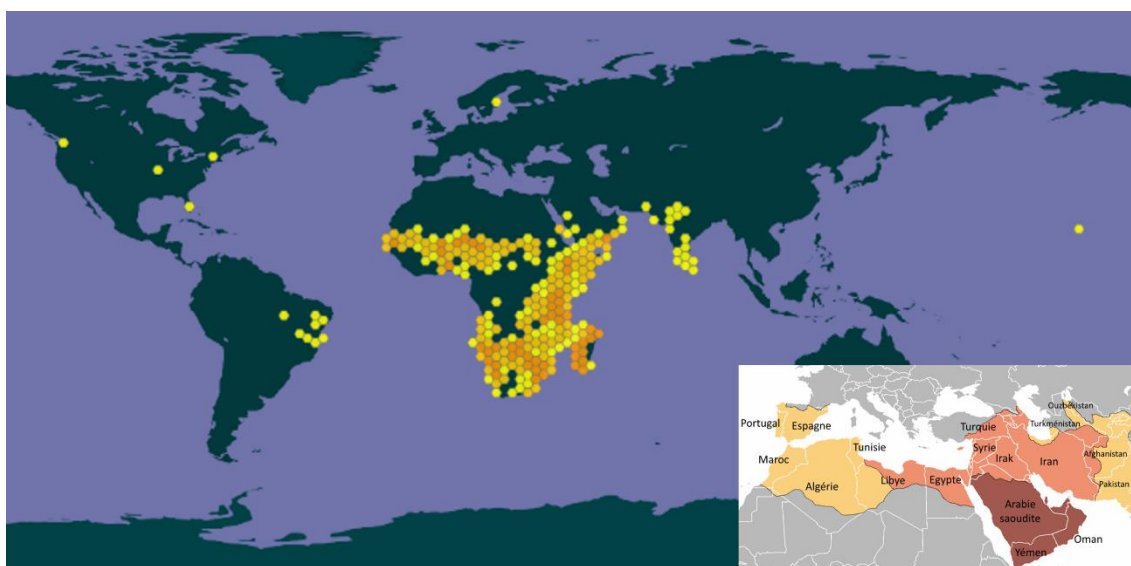 Ouzbékistan
Portugal
Espagne
Turquie
Turkménistan
Tunisie
Syrie
Afghanistan
Maroc
Irak
Iran
Algérie
Libye
Egypte
Pakistan
Arabie
saoudite
Oman
Yémen